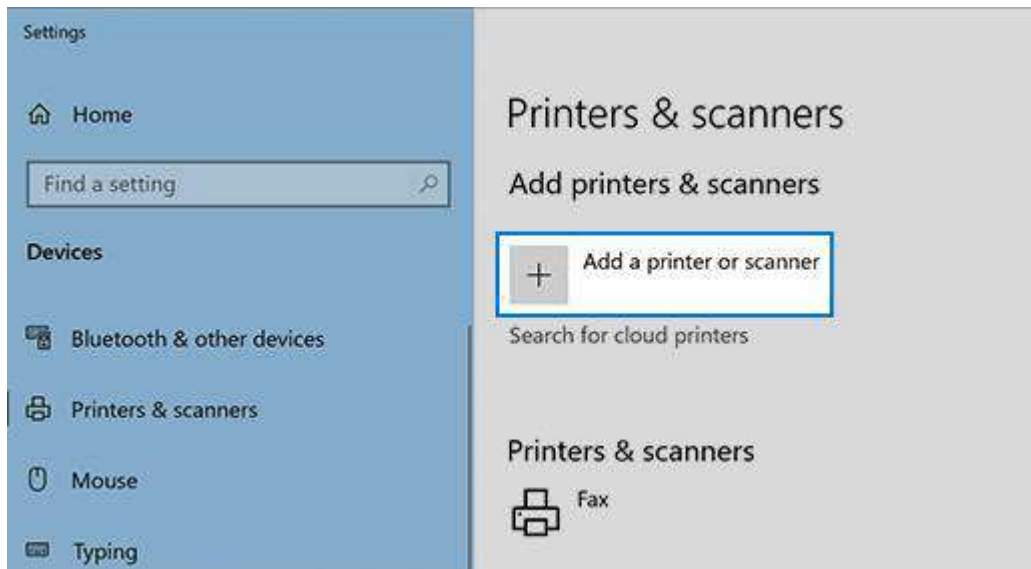 Settings
Home
Find a setting
Devices
Bluetooth & other devices
Printers & scanners
Mouse
Typing
Printers & scanners
Add printers & scanners
Add a printer or scanner
Search for cloud printers
Printers & scanners
Fax